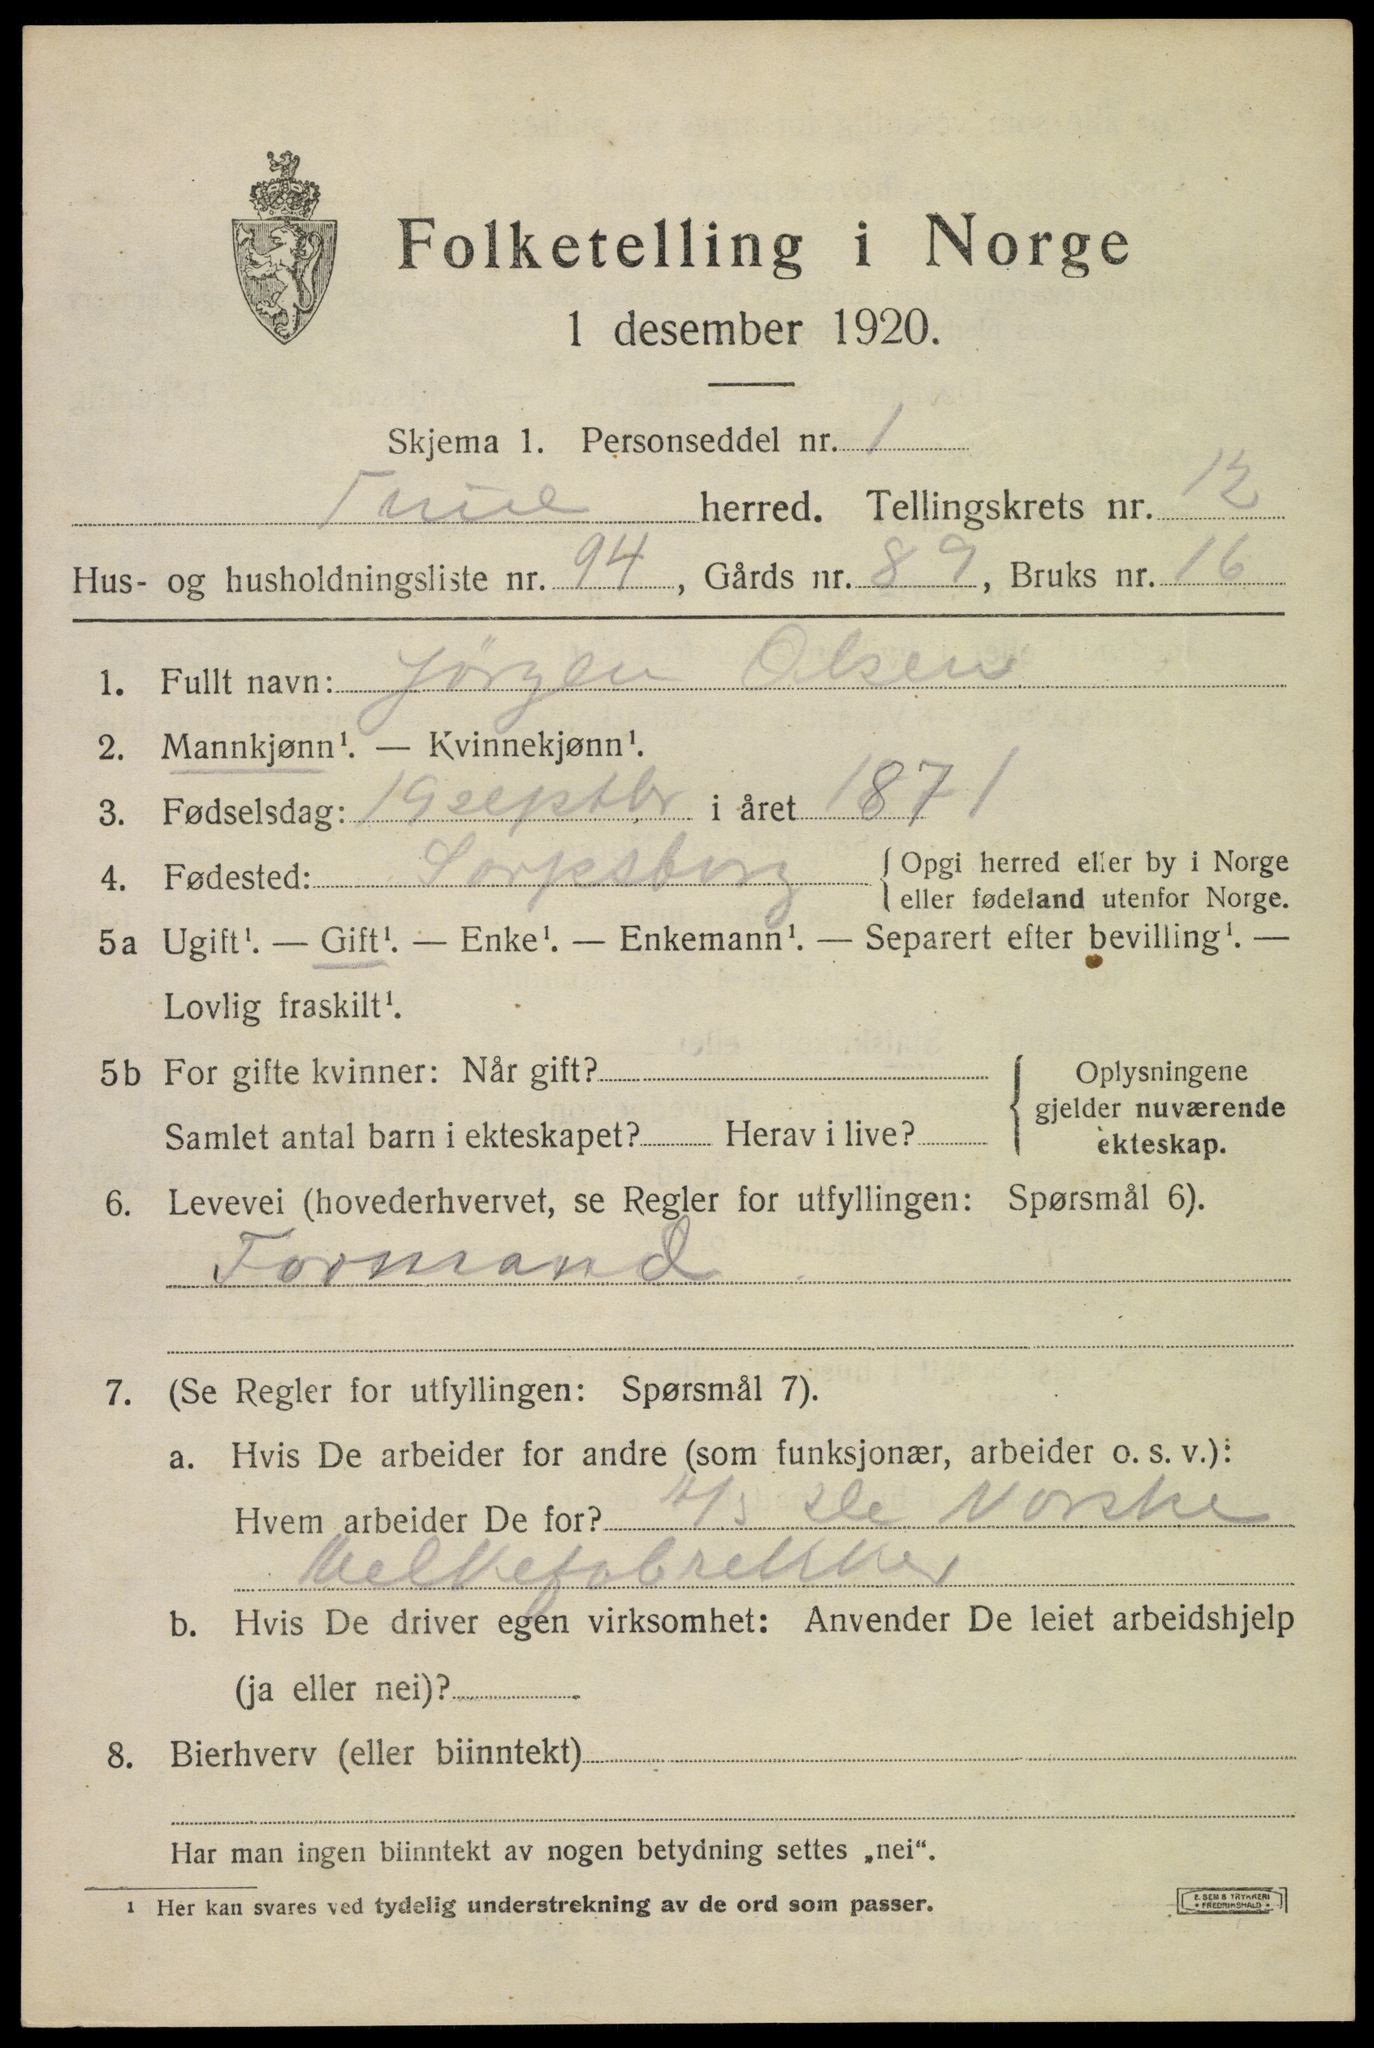 Folketelling i Norge
1 desember 1920.
Skjema 1. Personseddel nr. 1
herred. Tellingskrets nr. 12
Hus- og husholdningsliste nr. 94, Gårds nr. 89, Bruks nr. 16
1. Fullt navn: Jørgen Olsen
2. Mannkjønn¹. — Kvinnekjønn¹.
3. Fødselsdag: 19 septbr i året 1871
4. Fødested: Sarpsborg {Opgi herred eller by i Norge
eller fødeland utenfor Norge.
5a Ugift¹. — Gift¹. — Enke¹. — Enkemann¹. — Separert efter bevilling¹. —
Lovlig fraskilt¹.
5b For gifte kvinner: Når gift?
Samlet antal barn i ekteskapet? Herav i live?
{Oplysningene
gjelder nuværende
ekteskap.
6. Levevei (hovederhvervet, se Regler for utfyllingen: Spørsmål 6).
Formand
7. (Se Regler for utfyllingen: Spørsmål 7).
a. Hvis De arbeider for andre (som funksjonær, arbeider o. s. v.):
Hvem arbeider De for? A/S De Norske
Melkefabrekker
b. Hvis De driver egen virksomhet: Anvender De leiet arbeidshjelp
(ja eller nei)?
8. Bierhverv (eller biinntekt)
Har man ingen biinntekt av nogen betydning settes „nei“.
¹ Her kan svares ved tydelig understrekning av de ord som passer.
E. SEMS TRYKKERI
FREDRIKSHALD